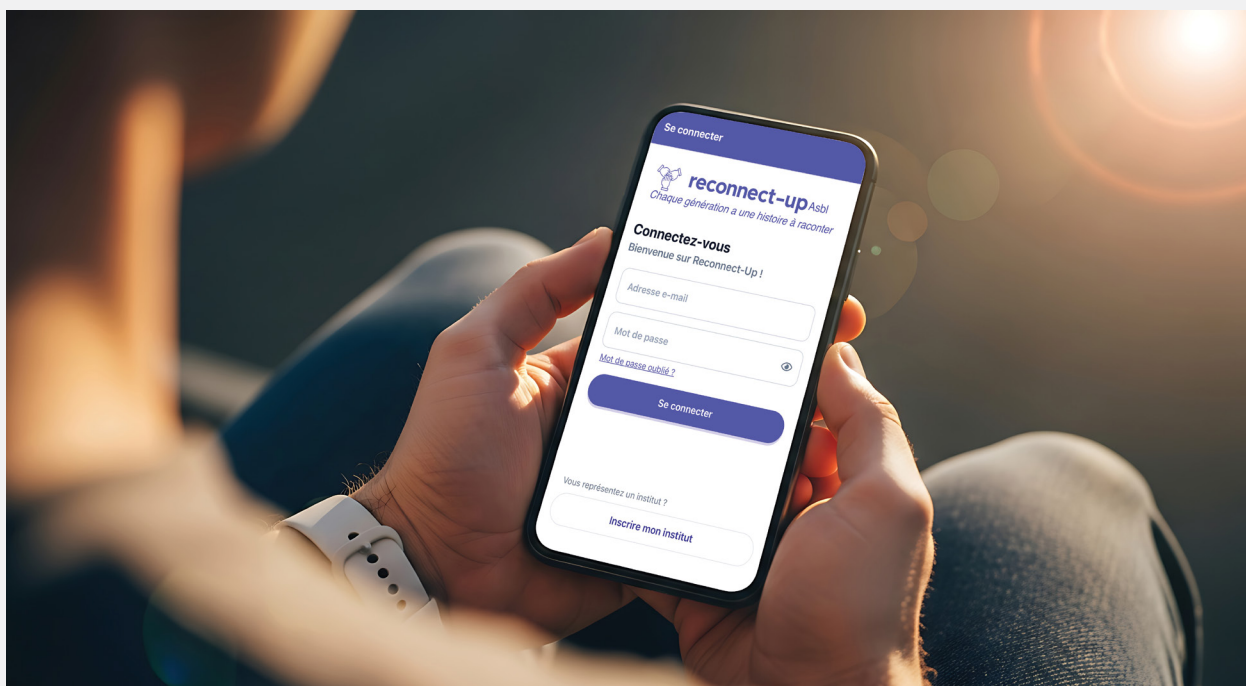 Se connecter
reconnect-up Asbl
Chaque génération a une histoire à raconter
Connectez-vous
Bienvenue sur Reconnect-Up !
Adresse e-mail
Mot de passe
Mot de passe oublié ?
Se connecter
Vous représentez un institut ?
Inscrire mon institut